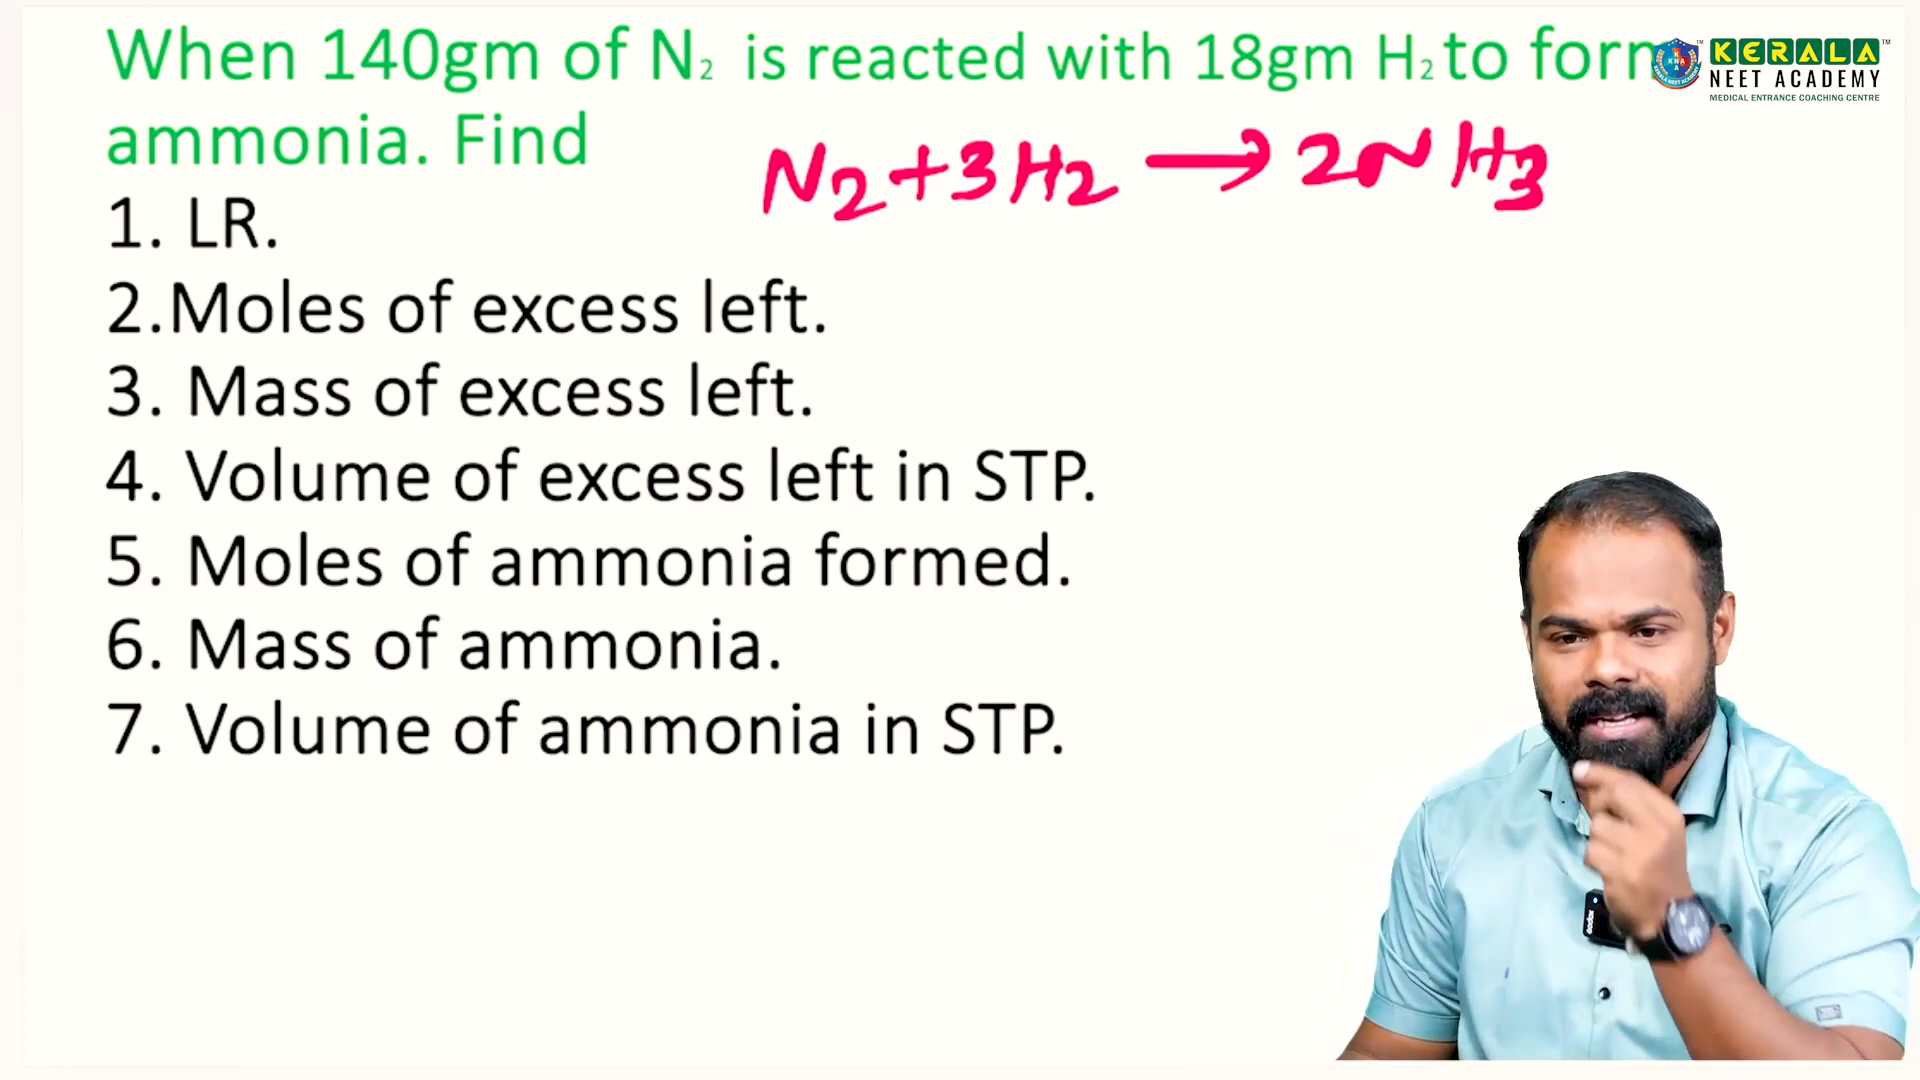 When 140gm of N₂ is reacted with 18gm H₂ to form
KERALA
NEET ACADEMY
MEDICAL ENTRANCE COACHING CENTRE
ammonia. Find
N₂+3H₂ → 2NH₃
1. LR.
2.Moles of excess left.
3. Mass of excess left.
4. Volume of excess left in STP.
5. Moles of ammonia formed.
6. Mass of ammonia.
7. Volume of ammonia in STP.